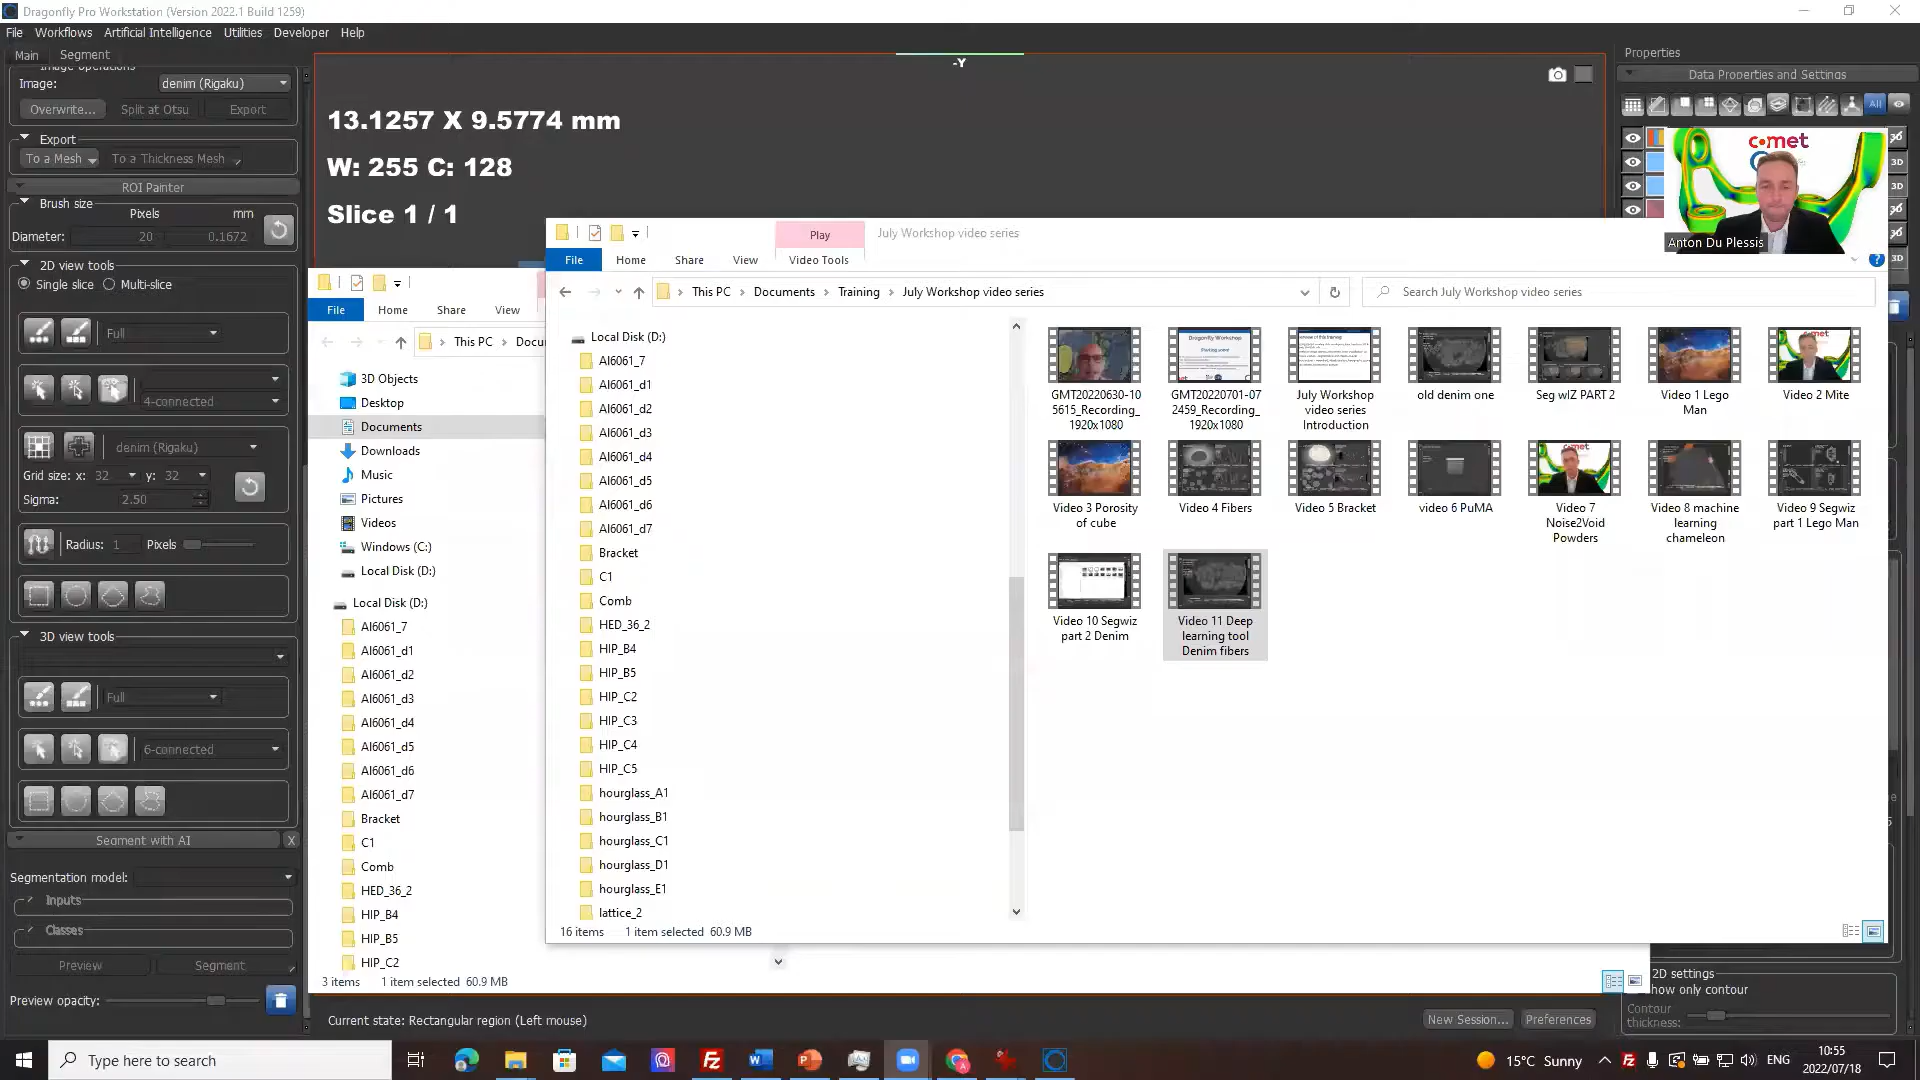 Dragonfly Pro Workstation (Version 2022.1 Build 1259)
File Workflows Artificial Intelligence Utilities Developer Help
Main Segment
Image operations
Image: denim (Rigaku)
Overwrite... Split at Otsu Export
Export
To a Mesh To a Thickness Mesh
ROI Painter
Brush size
Pixels mm
Diameter: 20 0.1672
2D view tools
Single slice Multi-slice
Full
4-connected
denim (Rigaku)
Grid size: x: 32 y: 32
Sigma: 2.50
Radius: 1 Pixels
3D view tools
Full
6-connected
Segment with AI X
Segmentation model:
Inputs
Classes
Preview Segment
Preview opacity:
-Y
13.1257 X 9.5774 mm
W: 255 C: 128
Slice 1 / 1
File Home Share View
This PC Docu
3D Objects
Desktop
Documents
Downloads
Music
Pictures
Videos
Windows (C:)
Local Disk (D:)
Local Disk (D:)
Al6061_7
Al6061_d1
Al6061_d2
Al6061_d3
Al6061_d4
Al6061_d5
Al6061_d6
Al6061_d7
Bracket
C1
Comb
HED_36_2
HIP_B4
HIP_B5
HIP_C2
3 items 1 item selected 60.9 MB
Play July Workshop video series
File Home Share View Video Tools
This PC Documents Training July Workshop video series
Search July Workshop video series
Local Disk (D:)
Al6061_7
Al6061_d1
Al6061_d2
Al6061_d3
Al6061_d4
Al6061_d5
Al6061_d6
Al6061_d7
Bracket
C1
Comb
HED_36_2
HIP_B4
HIP_B5
HIP_C2
HIP_C3
HIP_C4
HIP_C5
hourglass_A1
hourglass_B1
hourglass_C1
hourglass_D1
hourglass_E1
lattice_2
GMT20220630-10
5615_Recording_
1920x1080
GMT20220701-07
2459_Recording_
1920x1080
July Workshop
video series
Introduction
old denim one
Seg wIZ PART 2
Video 1 Lego
Man
Video 2 Mite
Video 3 Porosity
of cube
Video 4 Fibers
Video 5 Bracket
video 6 PuMA
Video 7
Noise2Void
Powders
Video 8 machine
learning
chameleon
Video 9 Segwiz
part 1 Lego Man
Video 10 Segwiz
part 2 Denim
Video 11 Deep
learning tool
Denim fibers
16 items 1 item selected 60.9 MB
Properties
Data Properties and Settings
All
comet
Anton Du Plessis
3D
3D
3D
2D settings
how only contour
Contour
thickness:
Current state: Rectangular region (Left mouse)
New Session... Preferences
Type here to search
15°C Sunny
ENG
10:55
2022/07/18